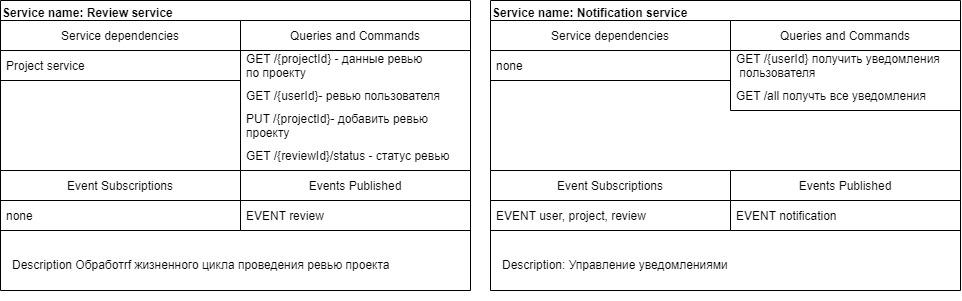 Service name: Review service
Service dependencies
Queries and Commands
Project service
GET /{projectId} - данные ревью
по проекту
GET /{userId}- ревью пользователя
PUT /{projectId}- добавить ревью
проекту
GET /{reviewId}/status - статус ревью
Event Subscriptions
Events Published
none
EVENT review
Description Обработrf жизненного цикла проведения ревью проекта
Service name: Notification service
Service dependencies
Queries and Commands
none
GET /{userId} получить уведомления
пользователя
GET /all получть все уведомления
Event Subscriptions
Events Published
EVENT user, project, review
EVENT notification
Description: Управление уведомлениями